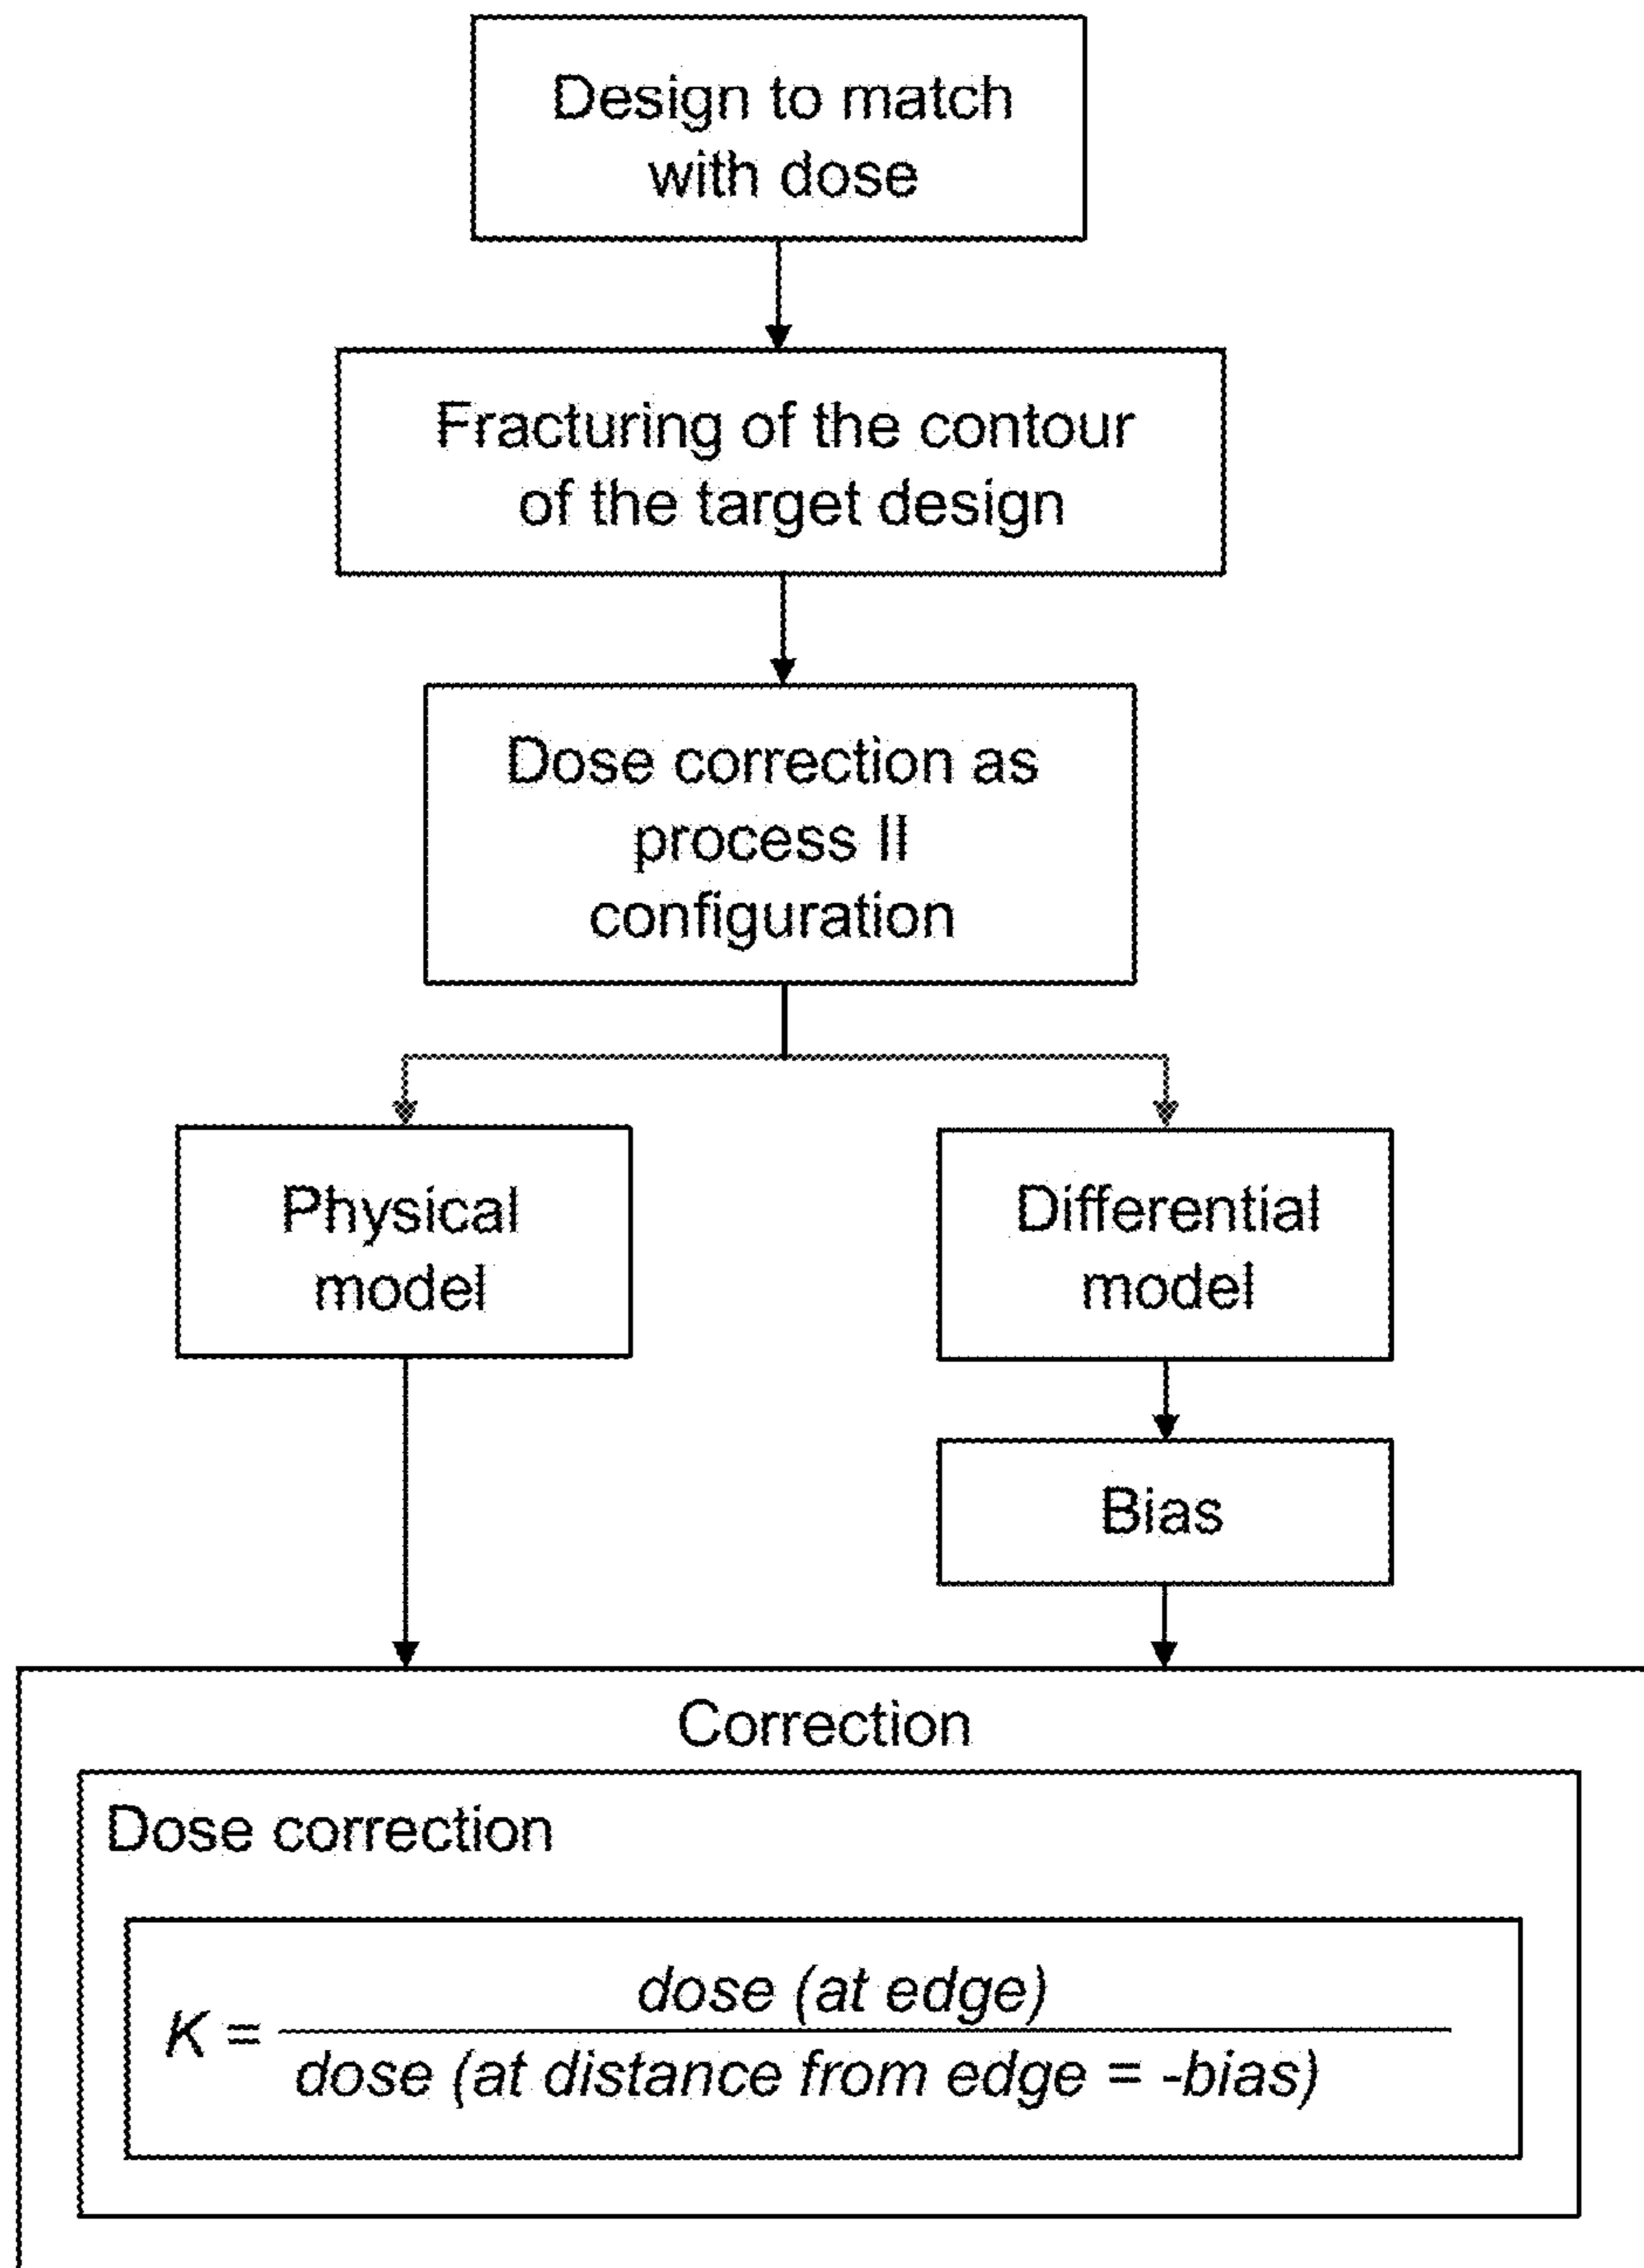 Design to match
with dose
Fracturing of the contour
of the target design
Dose correction as
process II
configuration
Physical
model
Differential
model
Bias
Correction
Dose correction
K = dose (at edge)
dose (at distance from edge = -bias)